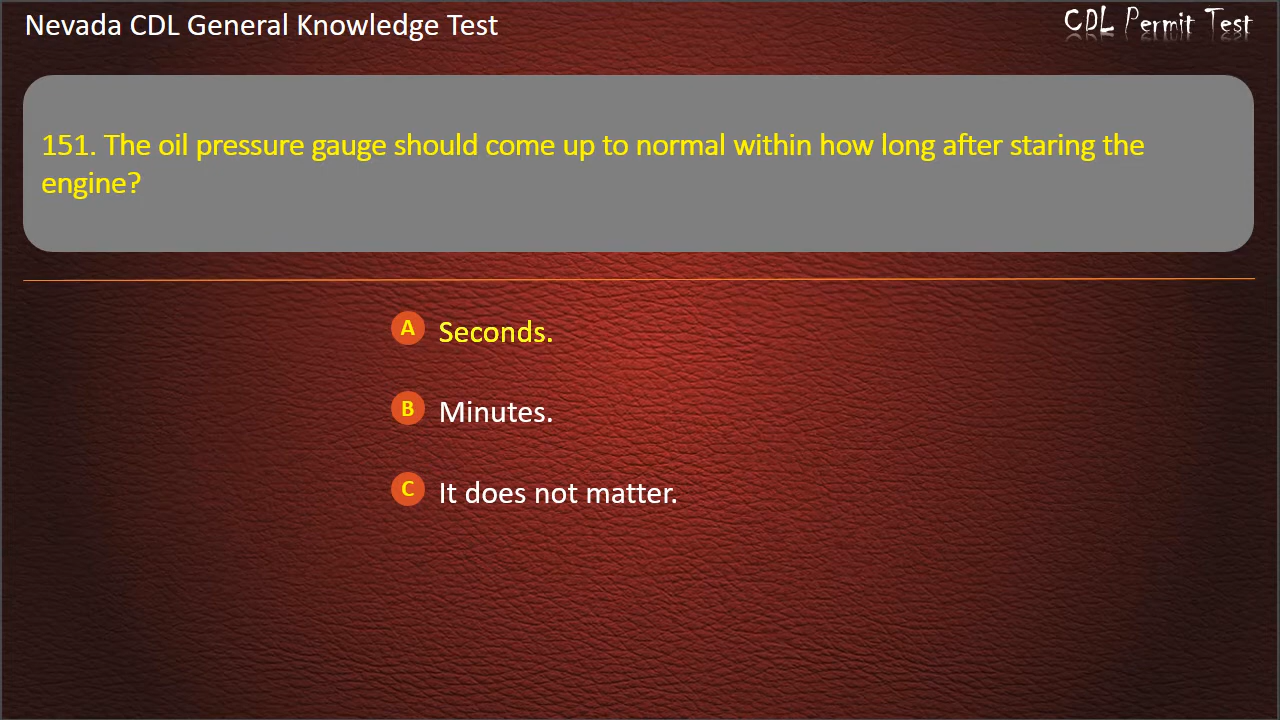 Nevada CDL General Knowledge Test
CDL Permit Test
151. The oil pressure gauge should come up to normal within how long after staring the
engine?
A Seconds.
B Minutes.
C It does not matter.